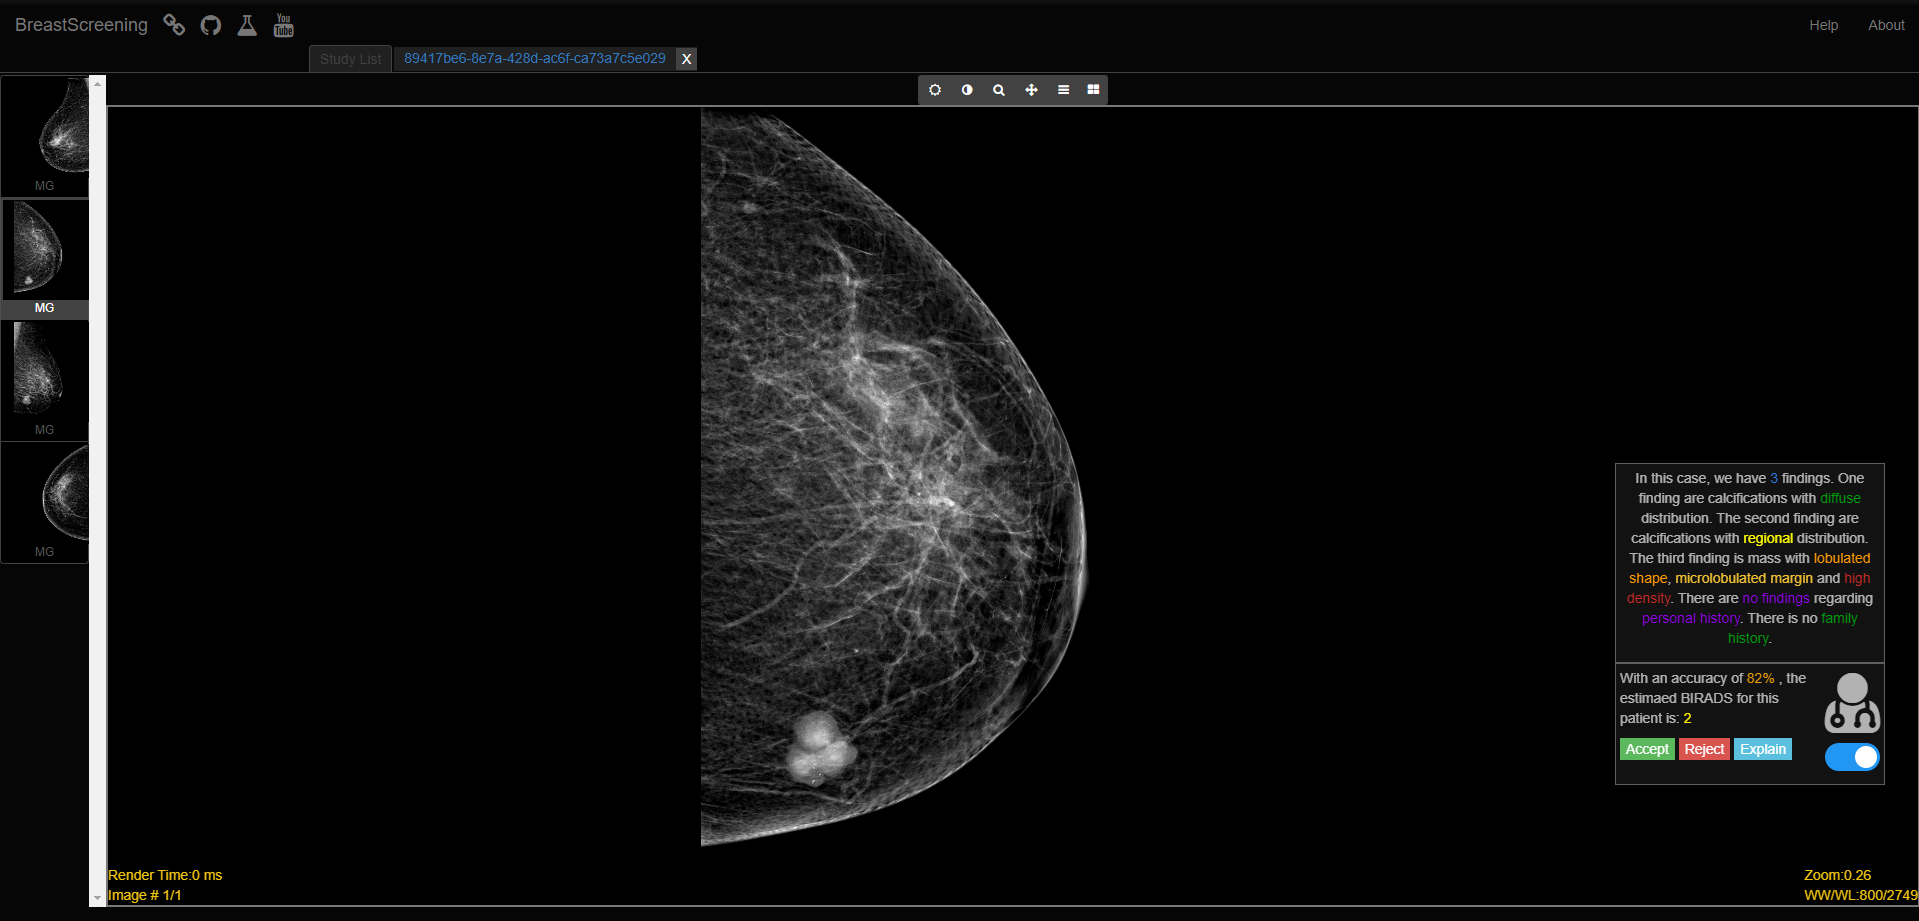 BreastScreening
You
Tube
Help
About
Study List
89417be6-8e7a-428d-ac6f-ca73a7c5e029
X
MG
MG
MG
MG
In this case, we have 3 findings. One
finding are calcifications with diffuse
distribution. The second finding are
calcifications with regional distribution.
The third finding is mass with lobulated
shape, microlobulated margin and high
density. There are no findings regarding
personal history. There is no family
history.
With an accuracy of 82% , the
estimaed BIRADS for this
patient is: 2
Accept
Reject
Explain
Render Time:0 ms
Image # 1/1
Zoom:0.26
WW/WL:800/2749